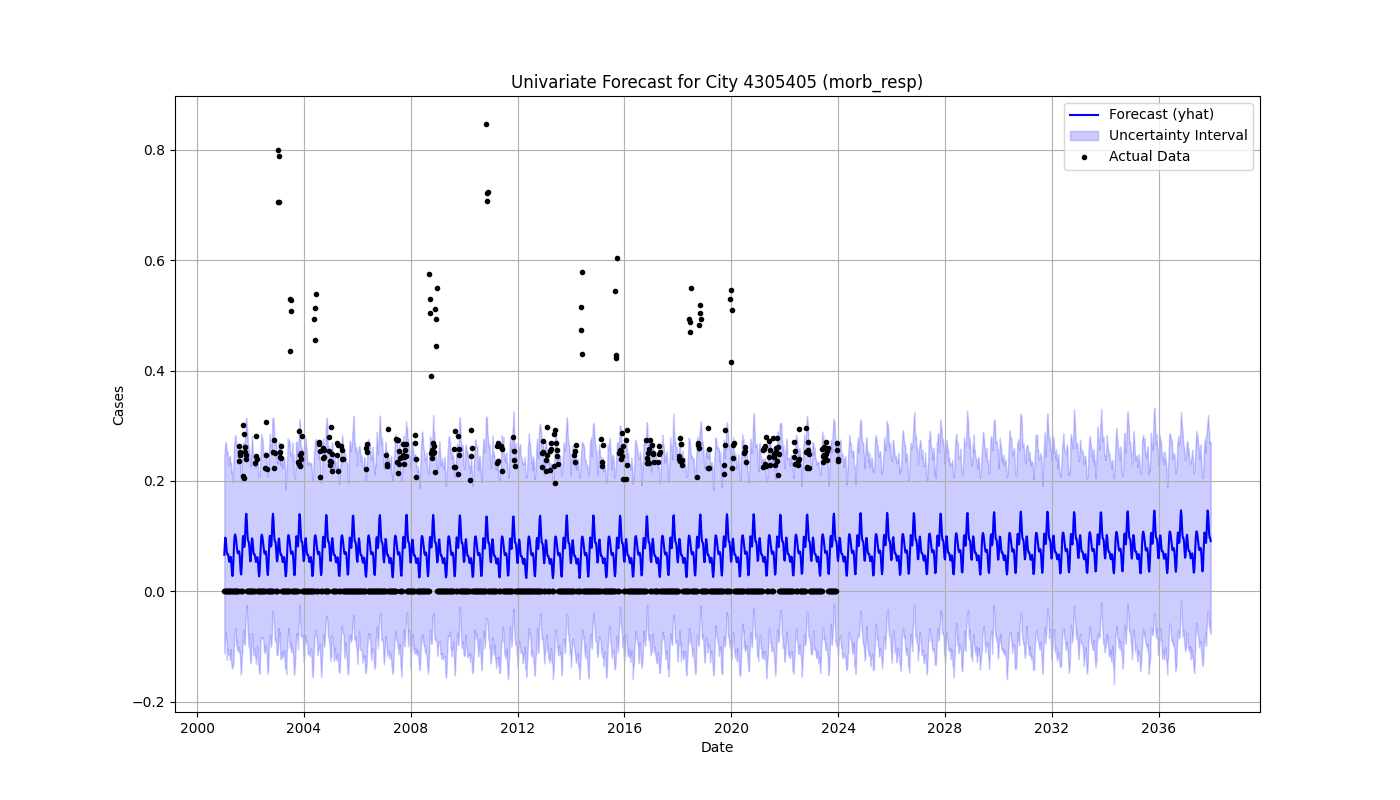 Univariate Forecast for City 4305405 (morb_resp)
Forecast (yhat)
Uncertainty Interval
Actual Data
Cases
0.8
0.6
0.4
0.2
0.0
−0.2
2000 2004 2008 2012 2016 2020 2024 2028 2032 2036
Date